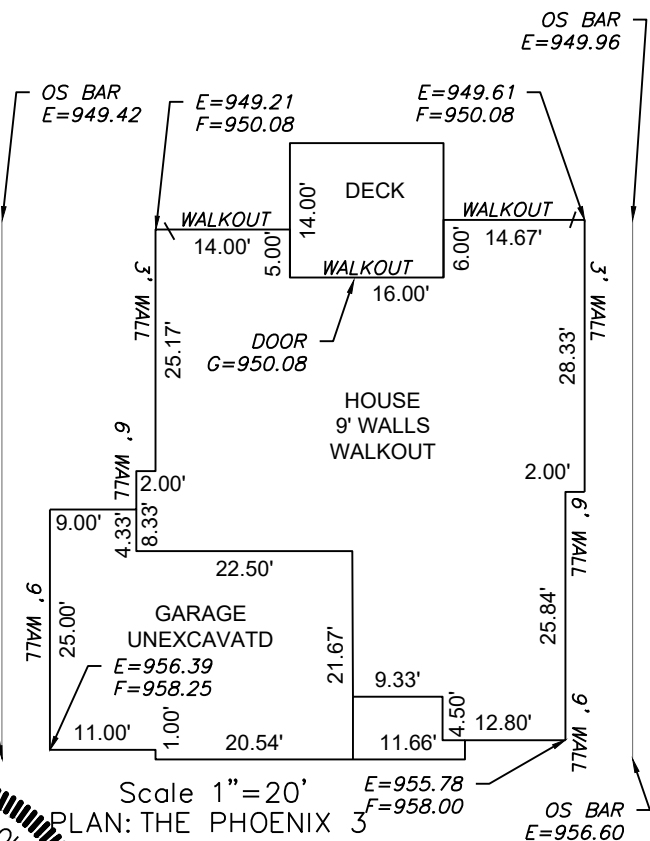 OS BAR
E=949.96
OS BAR
E=949.42
E=949.21
F=950.08
E=949.61
F=950.08
DECK
14.00'
WALKOUT
14.00'
5.00'
WALKOUT
14.67'
6.00'
WALKOUT
16.00'
3' WALL
25.17'
3' WALL
28.33'
DOOR
G=950.08
HOUSE
9' WALLS
WALKOUT
6' WALL
2.00'
2.00'
9.00'
4.33'
8.33'
6' WALL
22.50'
9' WALL
25.00'
GARAGE
UNEXCAVATD
21.67'
25.84'
E=956.39
F=958.25
9.33'
4.50'
12.80'
9' WALL
11.00'
1.00'
20.54'
11.66'
E=955.78
F=958.00
Scale 1"=20'
PLAN: THE PHOENIX 3
OS BAR
E=956.60